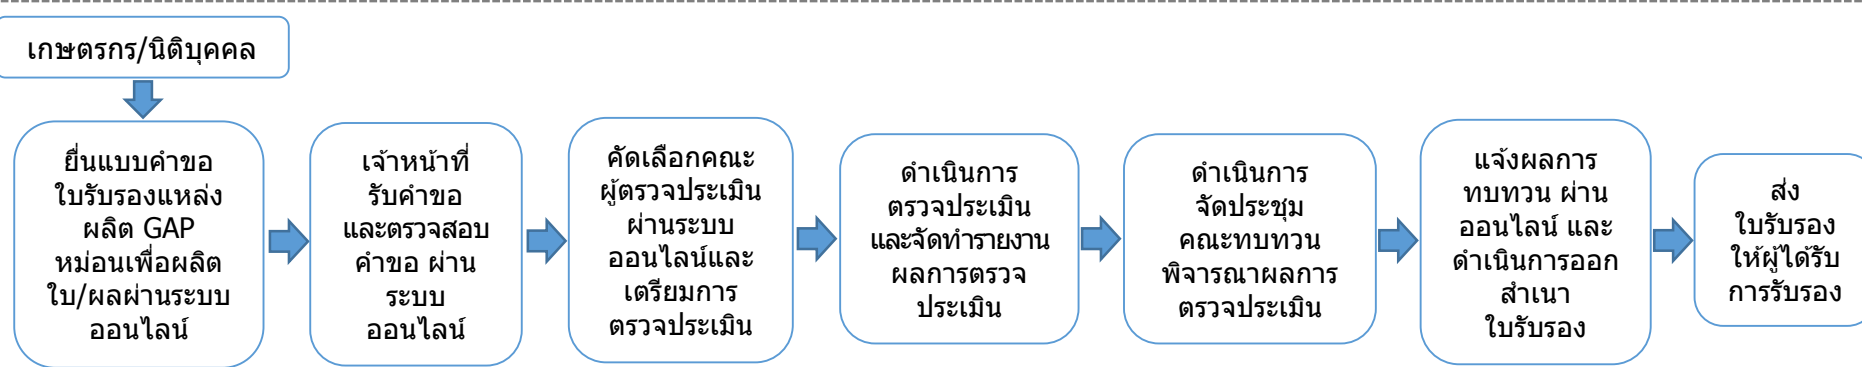 เกษตรกร/นิติบุคคล
ยื่นแบบคำขอ
ใบรับรองแหล่ง
ผลิต GAP
หม่อนเพื่อผลิต
ใบ/ผลผ่านระบบ
ออนไลน์
เจ้าหน้าที่
รับคำขอ
และตรวจสอบ
คำขอ ผ่าน
ระบบ
ออนไลน์
คัดเลือกคณะ
ผู้ตรวจประเมิน
ผ่านระบบ
ออนไลน์และ
เตรียมการ
ตรวจประเมิน
ดำเนินการ
ตรวจประเมิน
และจัดทำรายงาน
ผลการตรวจ
ประเมิน
ดำเนินการ
จัดประชุม
คณะทบทวน
พิจารณาผลการ
ตรวจประเมิน
แจ้งผลการ
ทบทวน ผ่าน
ออนไลน์ และ
ดำเนินการออก
สำเนา
ใบรับรอง
ส่ง
ใบรับรอง
ให้ผู้ได้รับ
การรับรอง